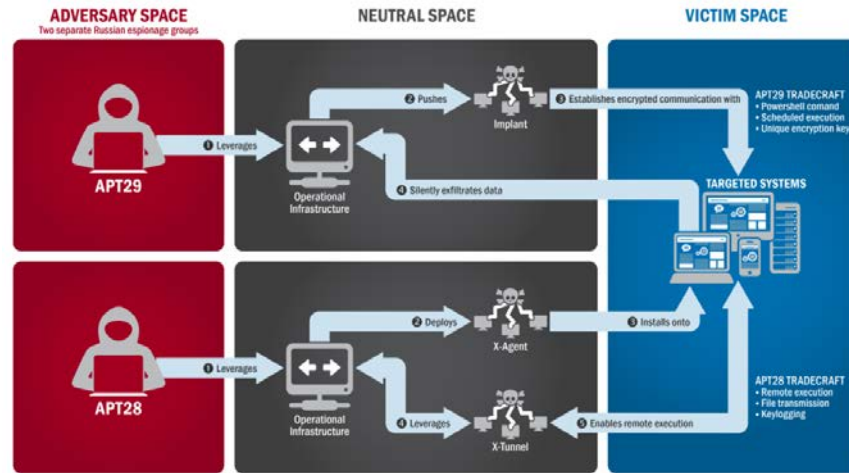 ADVERSARY SPACE
Two separate Russian espionage groups
NEUTRAL SPACE
VICTIM SPACE
APT29
1 Leverages
Operational
Infrastructure
2 Pushes
Implant
3 Establishes encrypted communication with
4 Silently exfiltrates data
APT29 TRADECRAFT
• Powershell comand
• Scheduled execution
• Unique encryption key
TARGETED SYSTEMS
APT28
1 Leverages
Operational
Infrastructure
2 Deploys
X-Agent
3 Installs onto
4 Leverages
X-Tunnel
5 Enables remote execution
APT28 TRADECRAFT
• Remote execution
• File transmission
• Keylogging